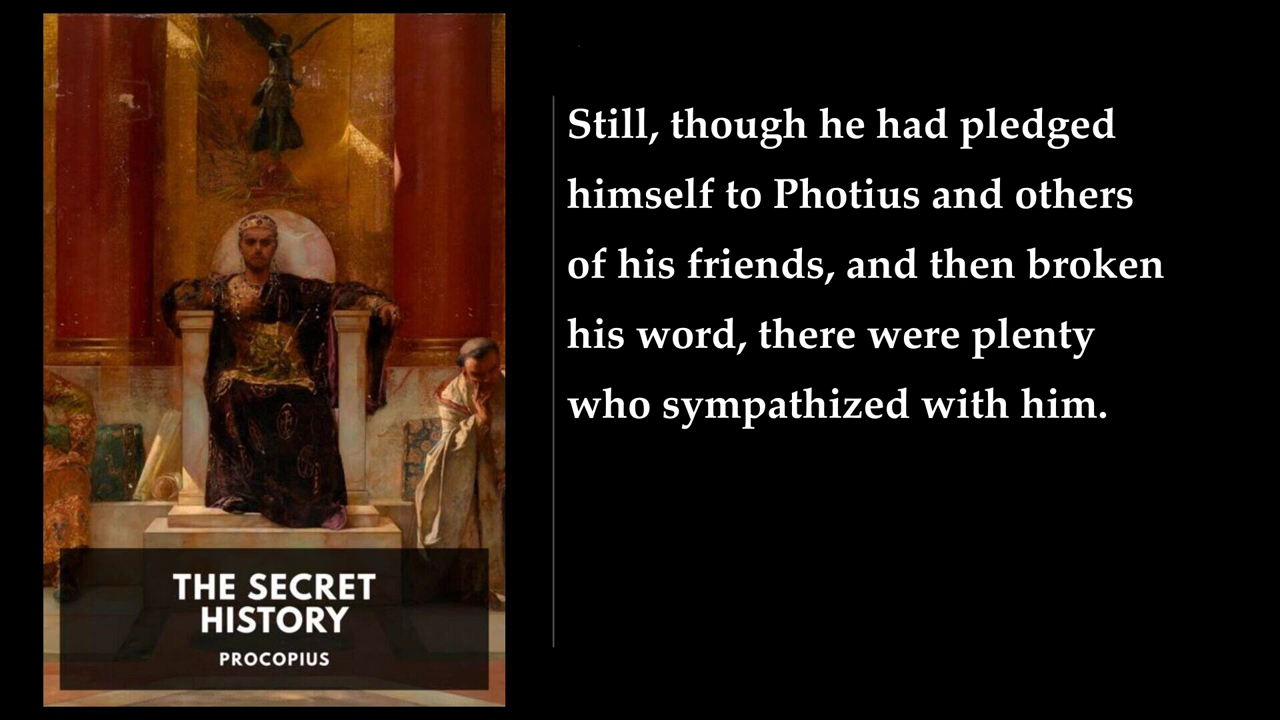 THE SECRET
HISTORY
PROCOPIUS
Still, though he had pledged
himself to Photius and others
of his friends, and then broken
his word, there were plenty
who sympathized with him.